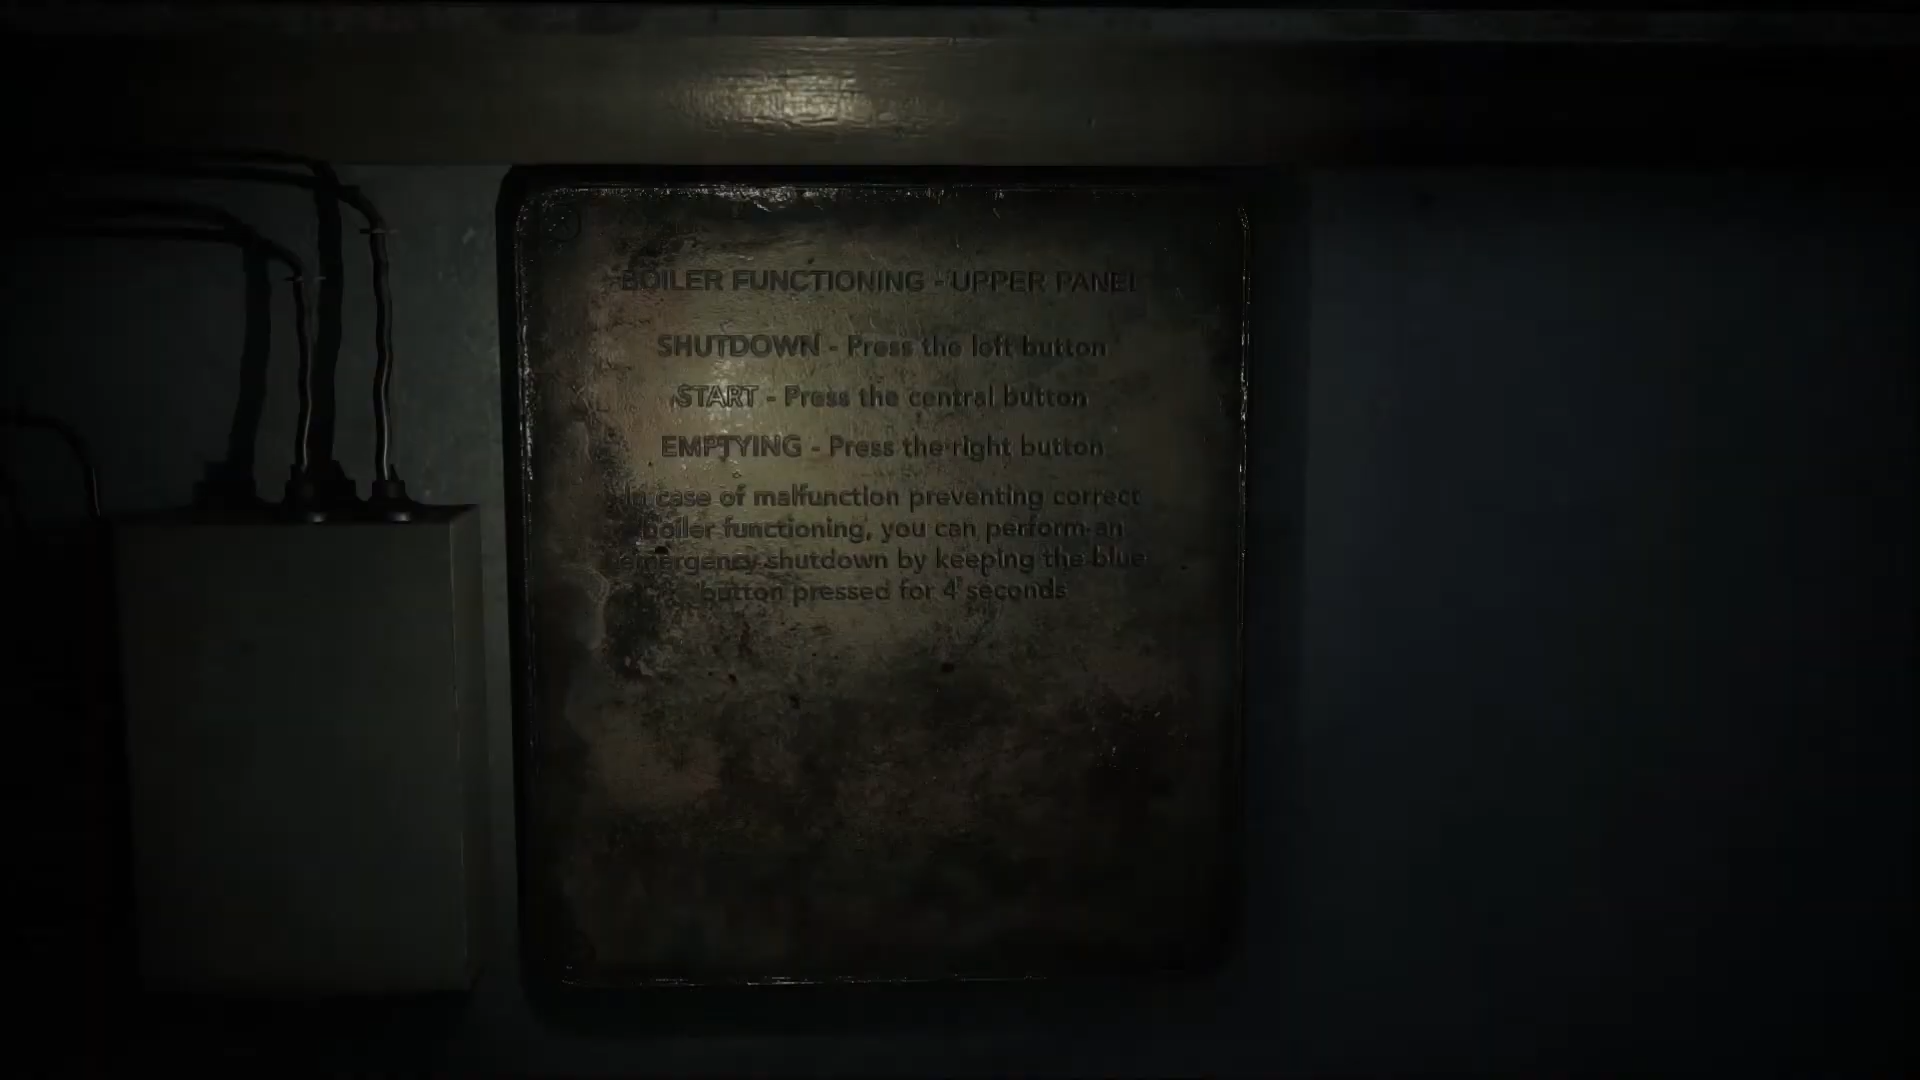 BOILER FUNCTIONING - UPPER PANEL
SHUTDOWN - Press the left button
START - Press the central button
EMPTYING - Press the right button
In case of malfunction preventing correct
boiler functioning, you can perform an
emergency shutdown by keeping the blue
button pressed for 4 seconds